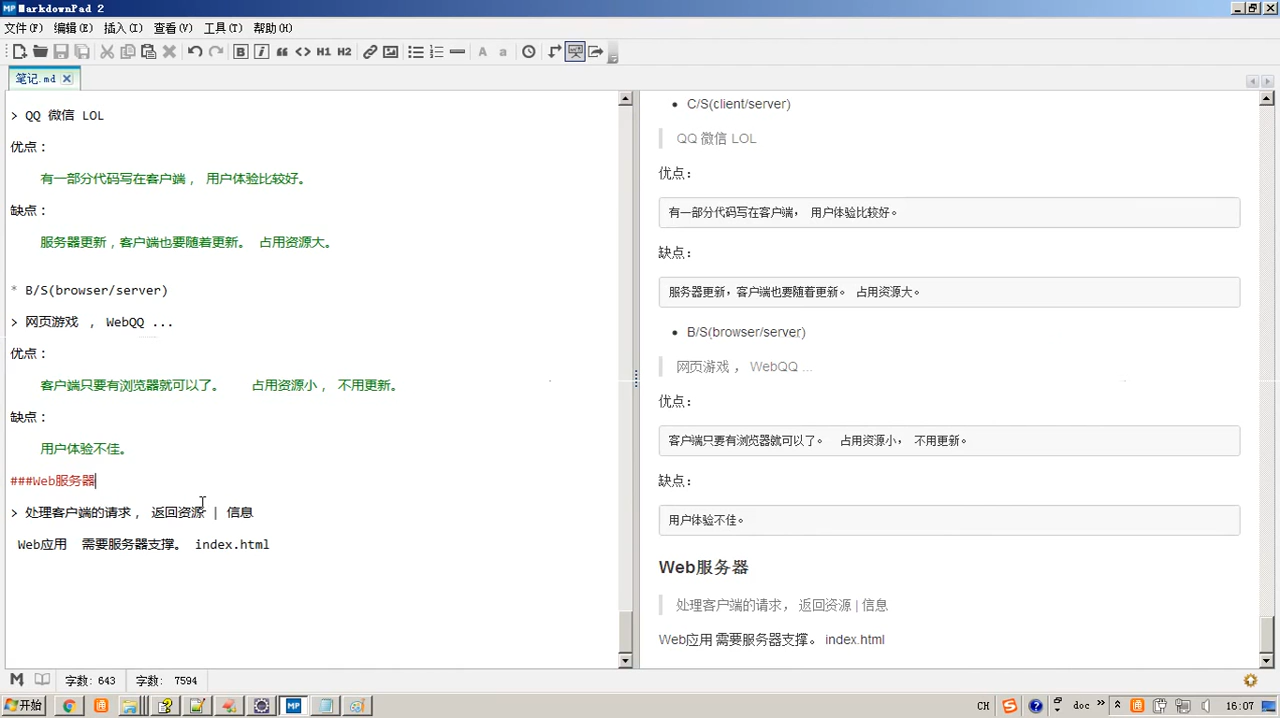 MarkdownPad 2
文件(F) 编辑(E) 插入(I) 查看(V) 工具(T) 帮助(H)
B i H1 H2 A a
笔记.md
> QQ 微信 LOL
优点：
有一部分代码写在客户端， 用户体验比较好。
缺点：
服务器更新，客户端也要随着更新。 占用资源大。
* B/S(browser/server)
> 网页游戏 ， WebQQ ...
优点：
客户端只要有浏览器就可以了。 占用资源小， 不用更新。
缺点：
用户体验不佳。
###Web服务器
> 处理客户端的请求， 返回资源 | 信息
Web应用 需要服务器支撑。 index.html
• C/S(client/server)
QQ 微信 LOL
优点：
有一部分代码写在客户端， 用户体验比较好。
缺点：
服务器更新，客户端也要随着更新。 占用资源大。
• B/S(browser/server)
网页游戏 ， WebQQ ...
优点：
客户端只要有浏览器就可以了。 占用资源小， 不用更新。
缺点：
用户体验不佳。
Web服务器
处理客户端的请求， 返回资源 | 信息
Web应用 需要服务器支撑。 index.html
字数: 643 字数: 7594
开始 MP CH doc 16:07